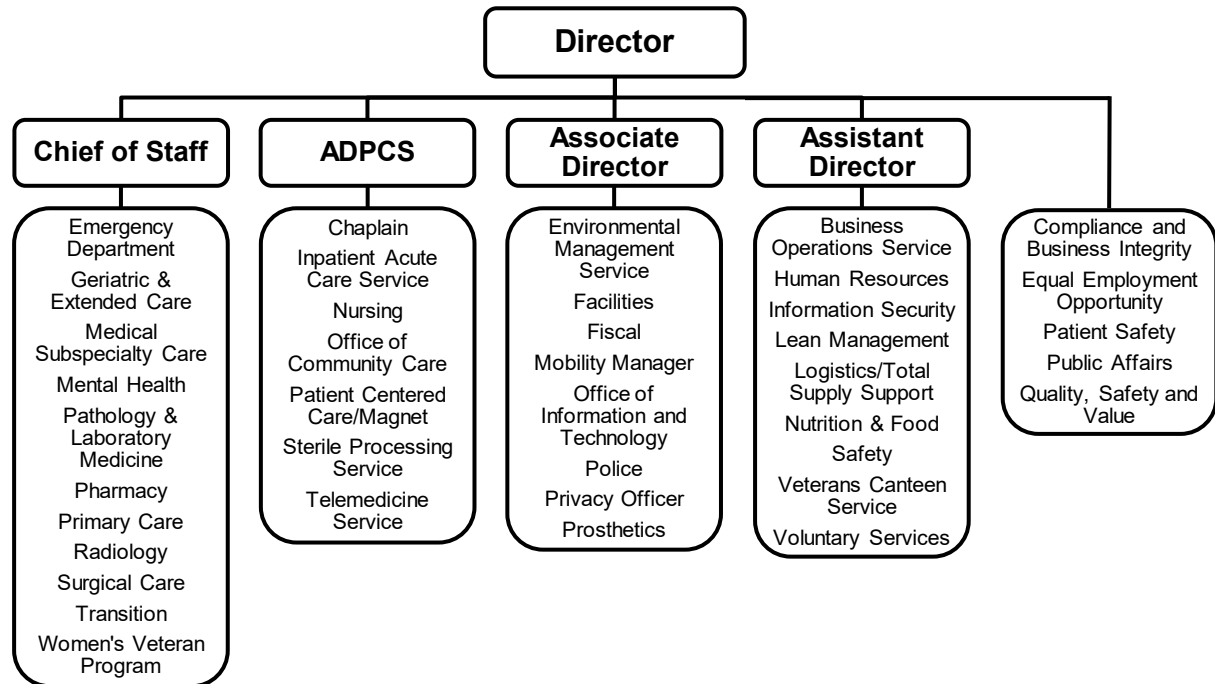 Director
Chief of Staff
ADPCS
Associate
Director
Assistant
Director
Emergency
Department
Geriatric &
Extended Care
Medical
Subspecialty Care
Mental Health
Pathology &
Laboratory
Medicine
Pharmacy
Primary Care
Radiology
Surgical Care
Transition
Women's Veteran
Program
Chaplain
Inpatient Acute
Care Service
Nursing
Office of
Community Care
Patient Centered
Care/Magnet
Sterile Processing
Service
Telemedicine
Service
Environmental
Management
Service
Facilities
Fiscal
Mobility Manager
Office of
Information and
Technology
Police
Privacy Officer
Prosthetics
Business
Operations Service
Human Resources
Information Security
Lean Management
Logistics/Total
Supply Support
Nutrition & Food
Safety
Veterans Canteen
Service
Voluntary Services
Compliance and
Business Integrity
Equal Employment
Opportunity
Patient Safety
Public Affairs
Quality, Safety and
Value